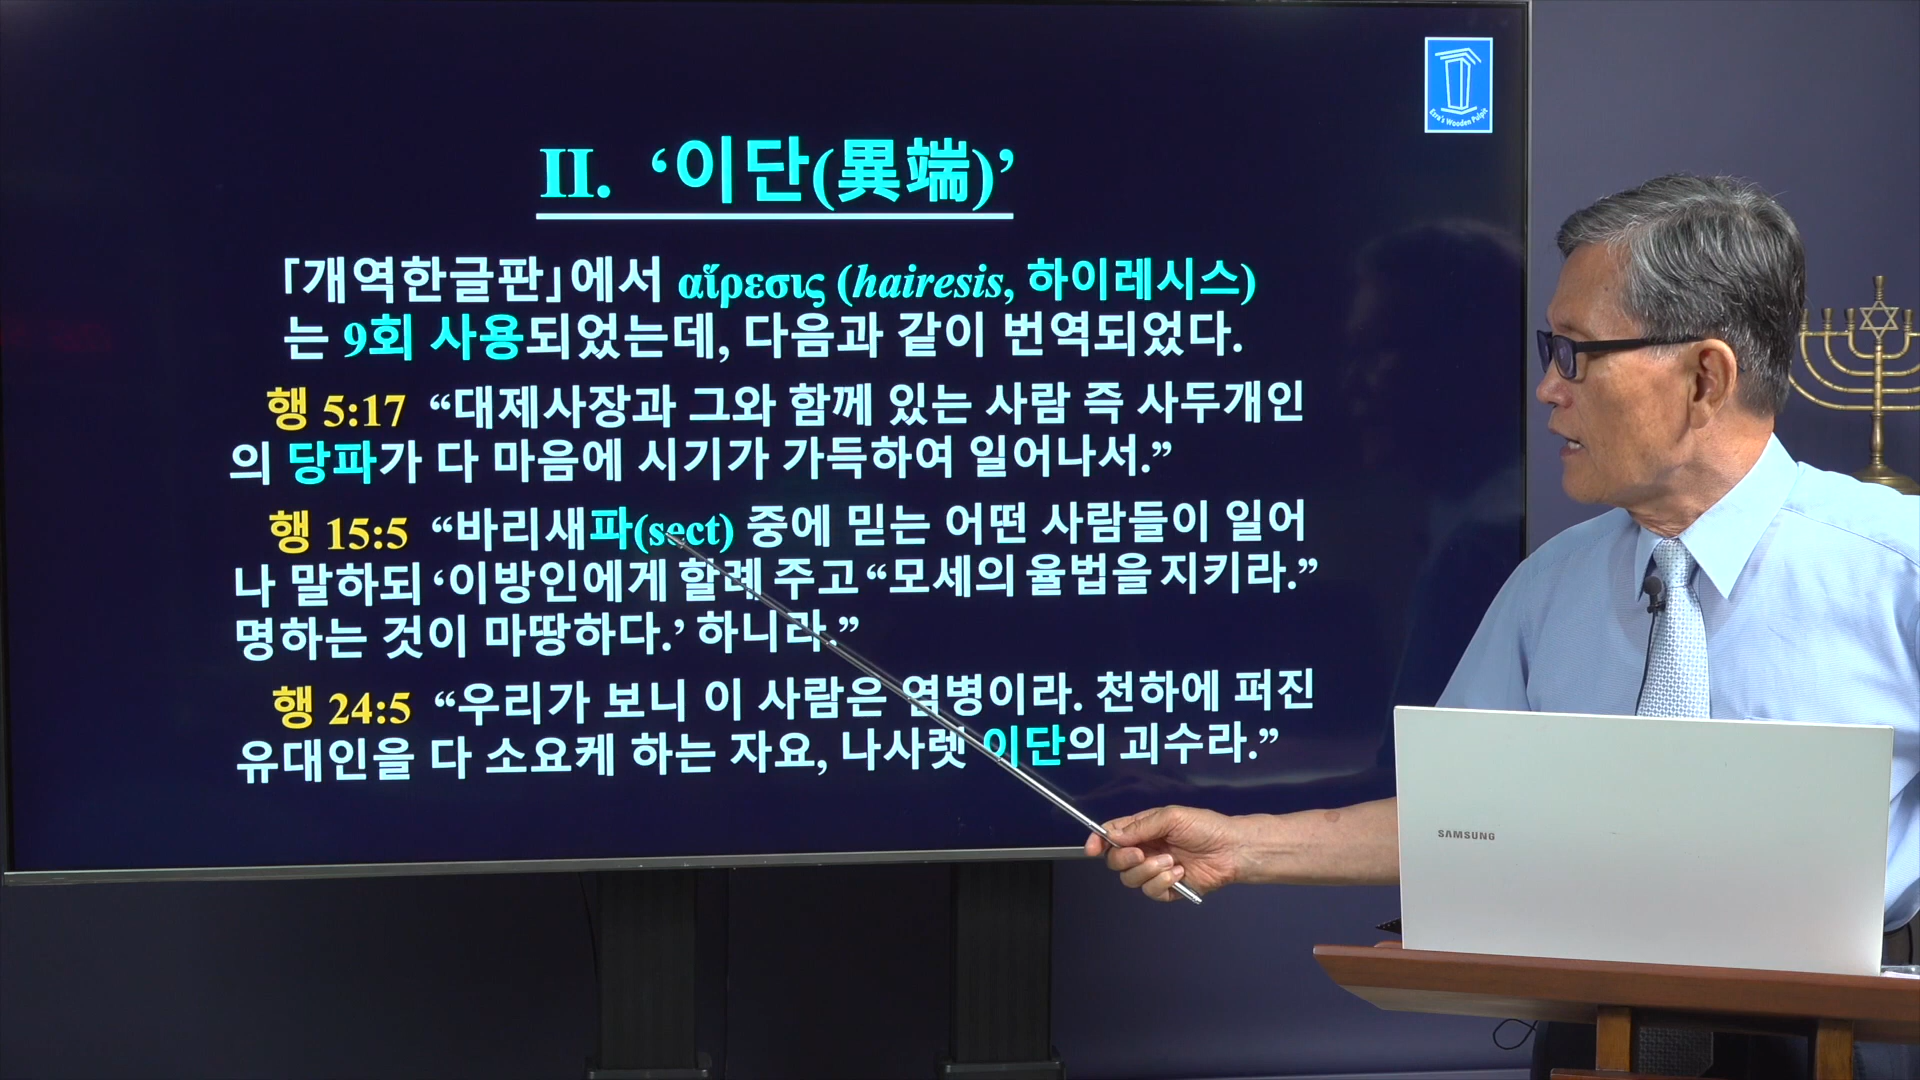 Ezra's Wooden Pulpit
II. ‘이단(異端)’
「개역한글판」에서 αἵρεσις (hairesis, 하이레시스)
는 9회 사용되었는데, 다음과 같이 번역되었다.
행 5:17 “대제사장과 그와 함께 있는 사람 즉 사두개인
의 당파가 다 마음에 시기가 가득하여 일어나서.”
행 15:5 “바리새파(sect) 중에 믿는 어떤 사람들이 일어
나 말하되 ‘이방인에게 할례 주고 “모세의 율법을 지키라.”
명하는 것이 마땅하다.’ 하니라.”
행 24:5 “우리가 보니 이 사람은 염병이라. 천하에 퍼진
유대인을 다 소요케 하는 자요, 나사렛 이단의 괴수라.”
SAMSUNG